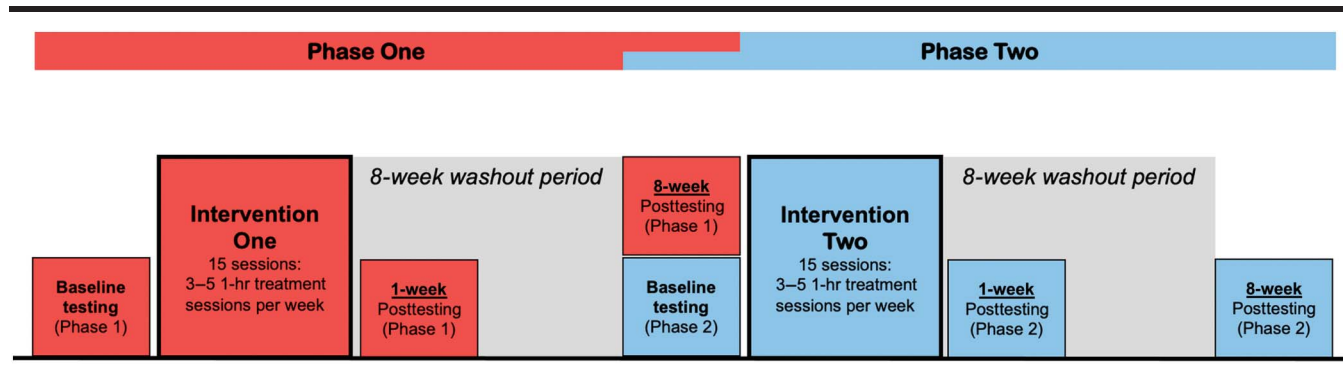 Phase One
Phase Two
Baseline
testing
(Phase 1)
Intervention
One
15 sessions:
3–5 1-hr treatment
sessions per week
8-week washout period
1-week
Posttesting
(Phase 1)
8-week
Posttesting
(Phase 1)
Baseline
testing
(Phase 2)
Intervention
Two
15 sessions:
3–5 1-hr treatment
sessions per week
8-week washout period
1-week
Posttesting
(Phase 2)
8-week
Posttesting
(Phase 2)